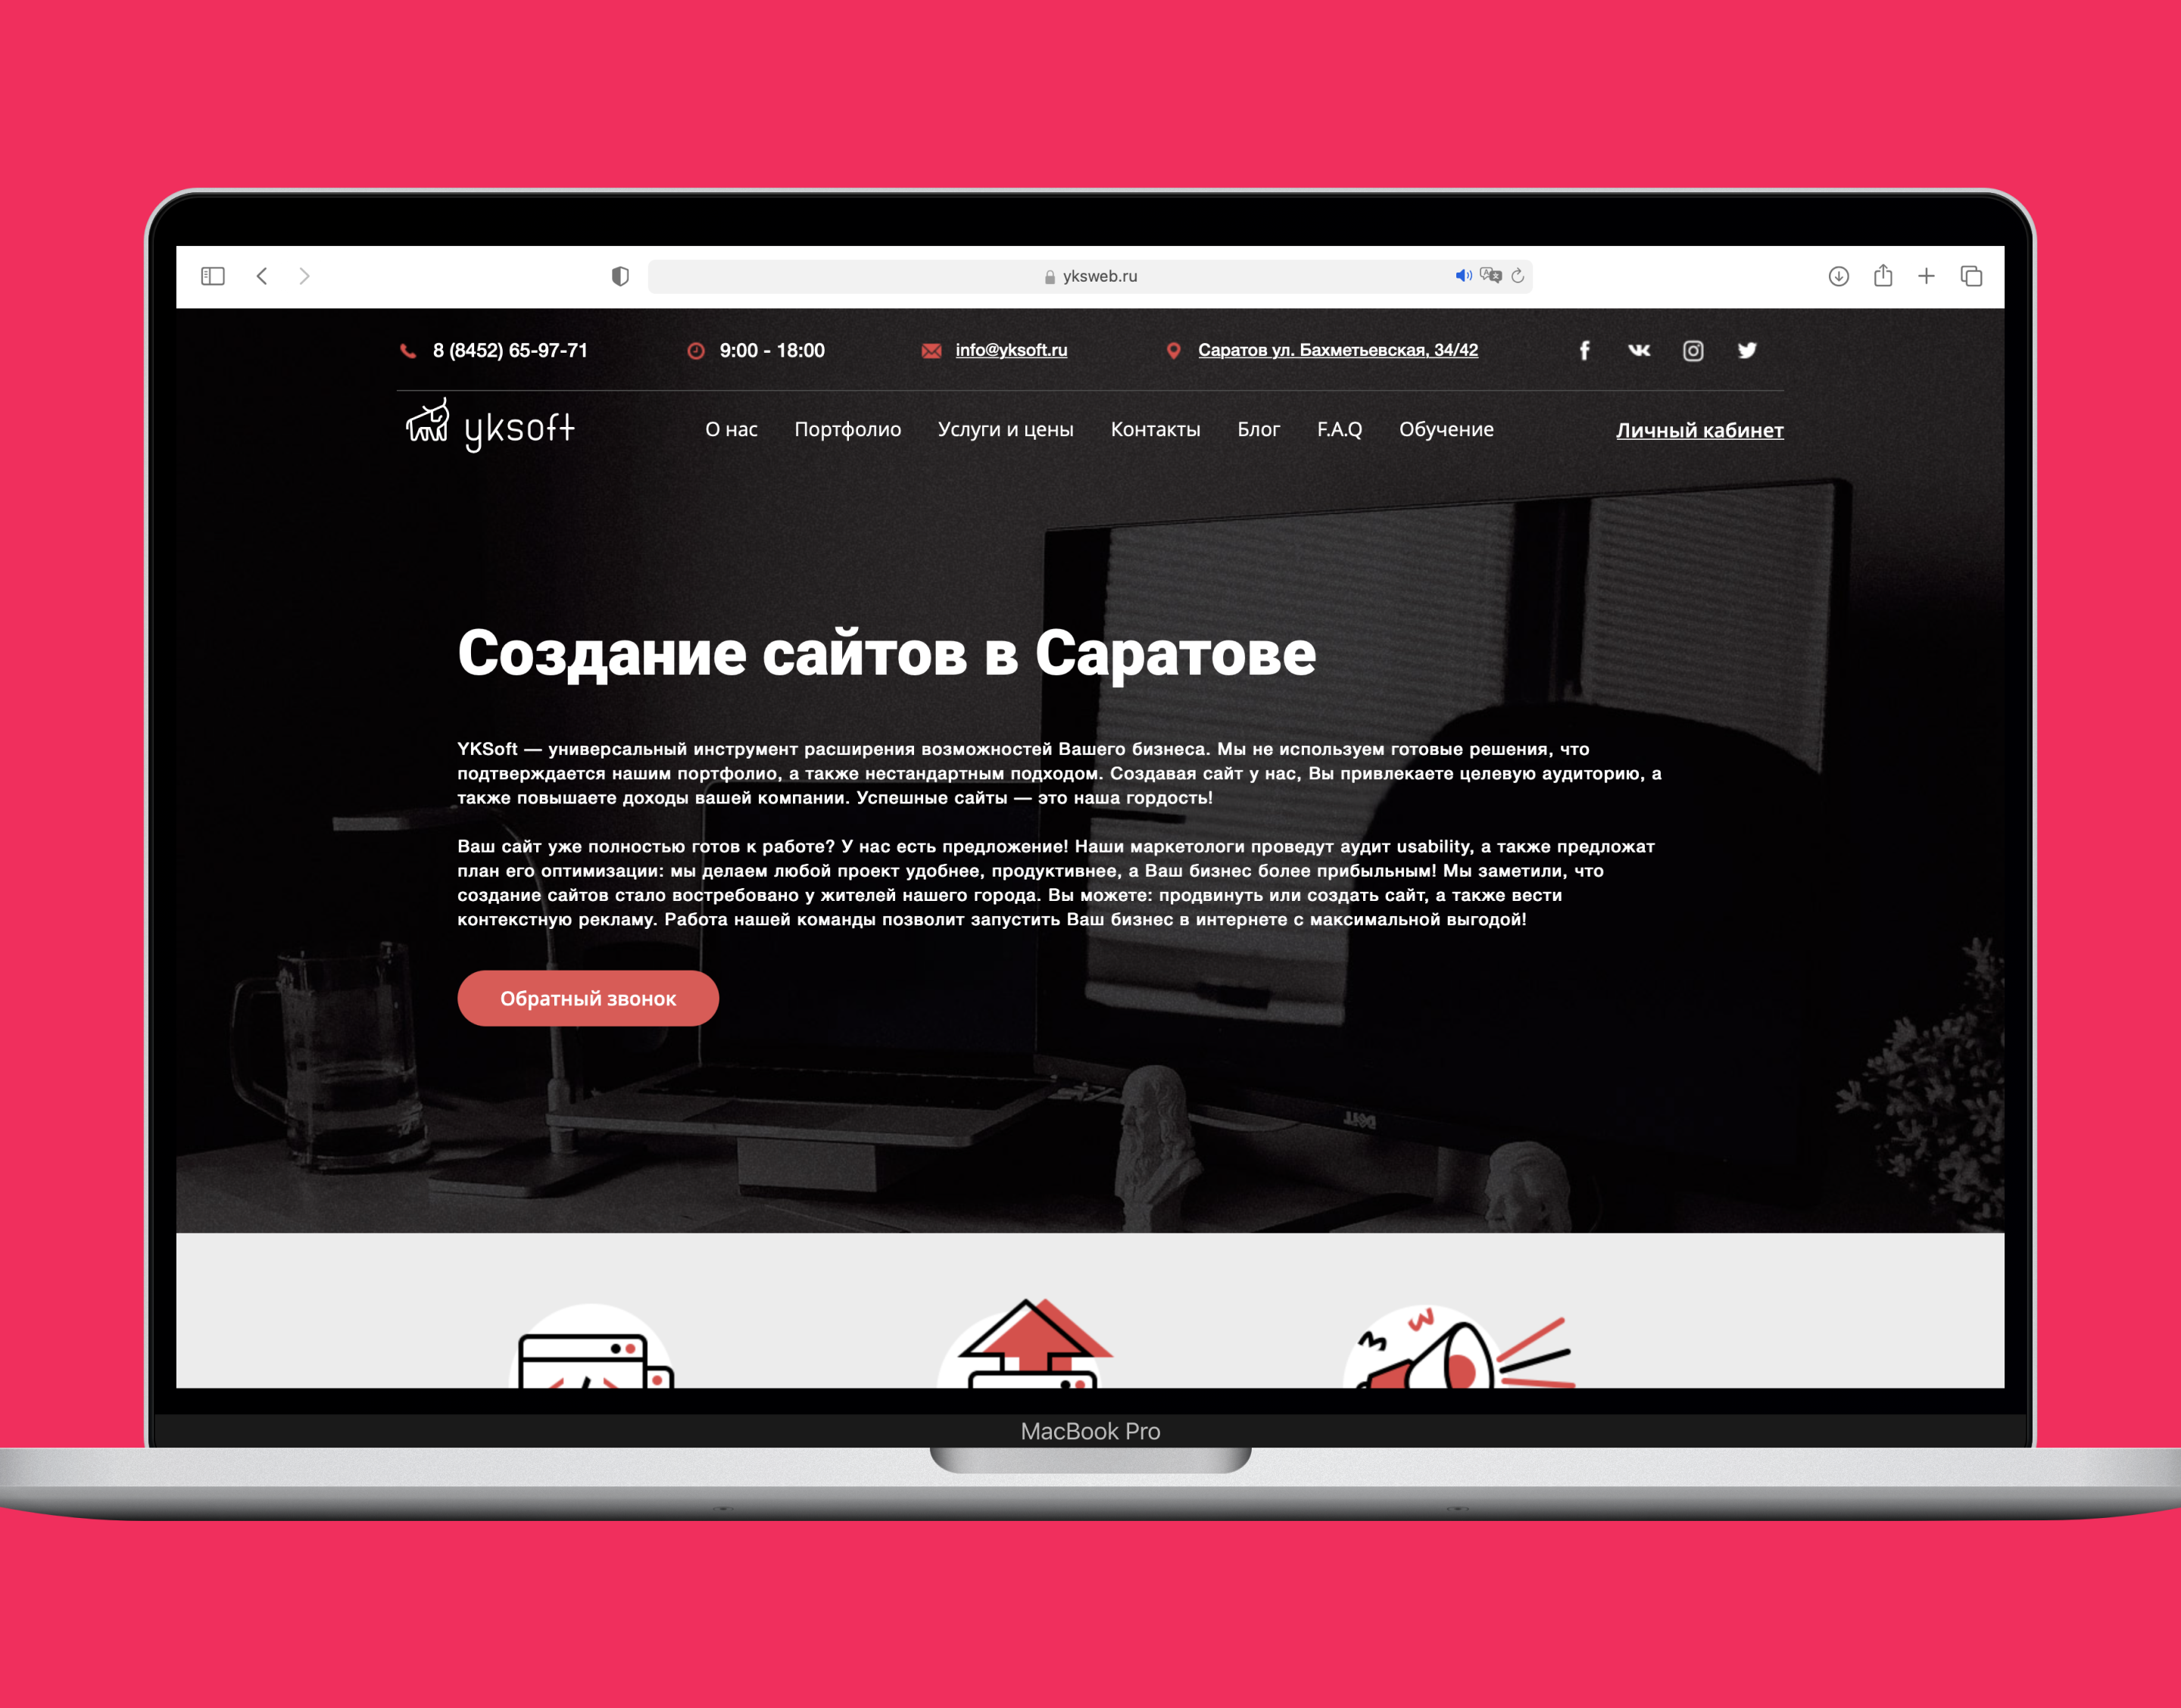 yksweb.ru
8 (8452) 65-97-71
9:00 - 18:00
info@yksoft.ru
Саратов ул. Бахметьевская, 34/42
yksoft
О нас
Портфолио
Услуги и цены
Контакты
Блог
F.A.Q
Обучение
Личный кабинет
Создание сайтов в Саратове
YKSoft — универсальный инструмент расширения возможностей Вашего бизнеса. Мы не используем готовые решения, что
подтверждается нашим портфолио, а также нестандартным подходом. Создавая сайт у нас, Вы привлекаете целевую аудиторию, а
также повышаете доходы вашей компании. Успешные сайты — это наша гордость!
Ваш сайт уже полностью готов к работе? У нас есть предложение! Наши маркетологи проведут аудит usability, а также предложат
план его оптимизации: мы делаем любой проект удобнее, продуктивнее, а Ваш бизнес более прибыльным! Мы заметили, что
создание сайтов стало востребовано у жителей нашего города. Вы можете: продвинуть или создать сайт, а также вести
контекстную рекламу. Работа нашей команды позволит запустить Ваш бизнес в интернете с максимальной выгодой!
Обратный звонок
DELL
MacBook Pro